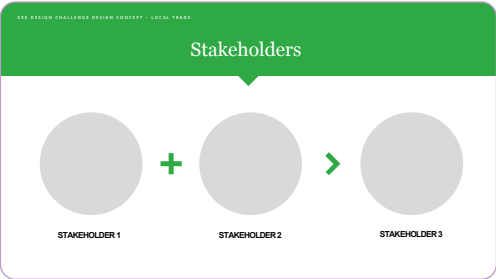 XXX DESIGN CHALLENGE DESIGN CONCEPT – LOCAL TRADE
Stakeholders
STAKEHOLDER 1
STAKEHOLDER 2
STAKEHOLDER 3